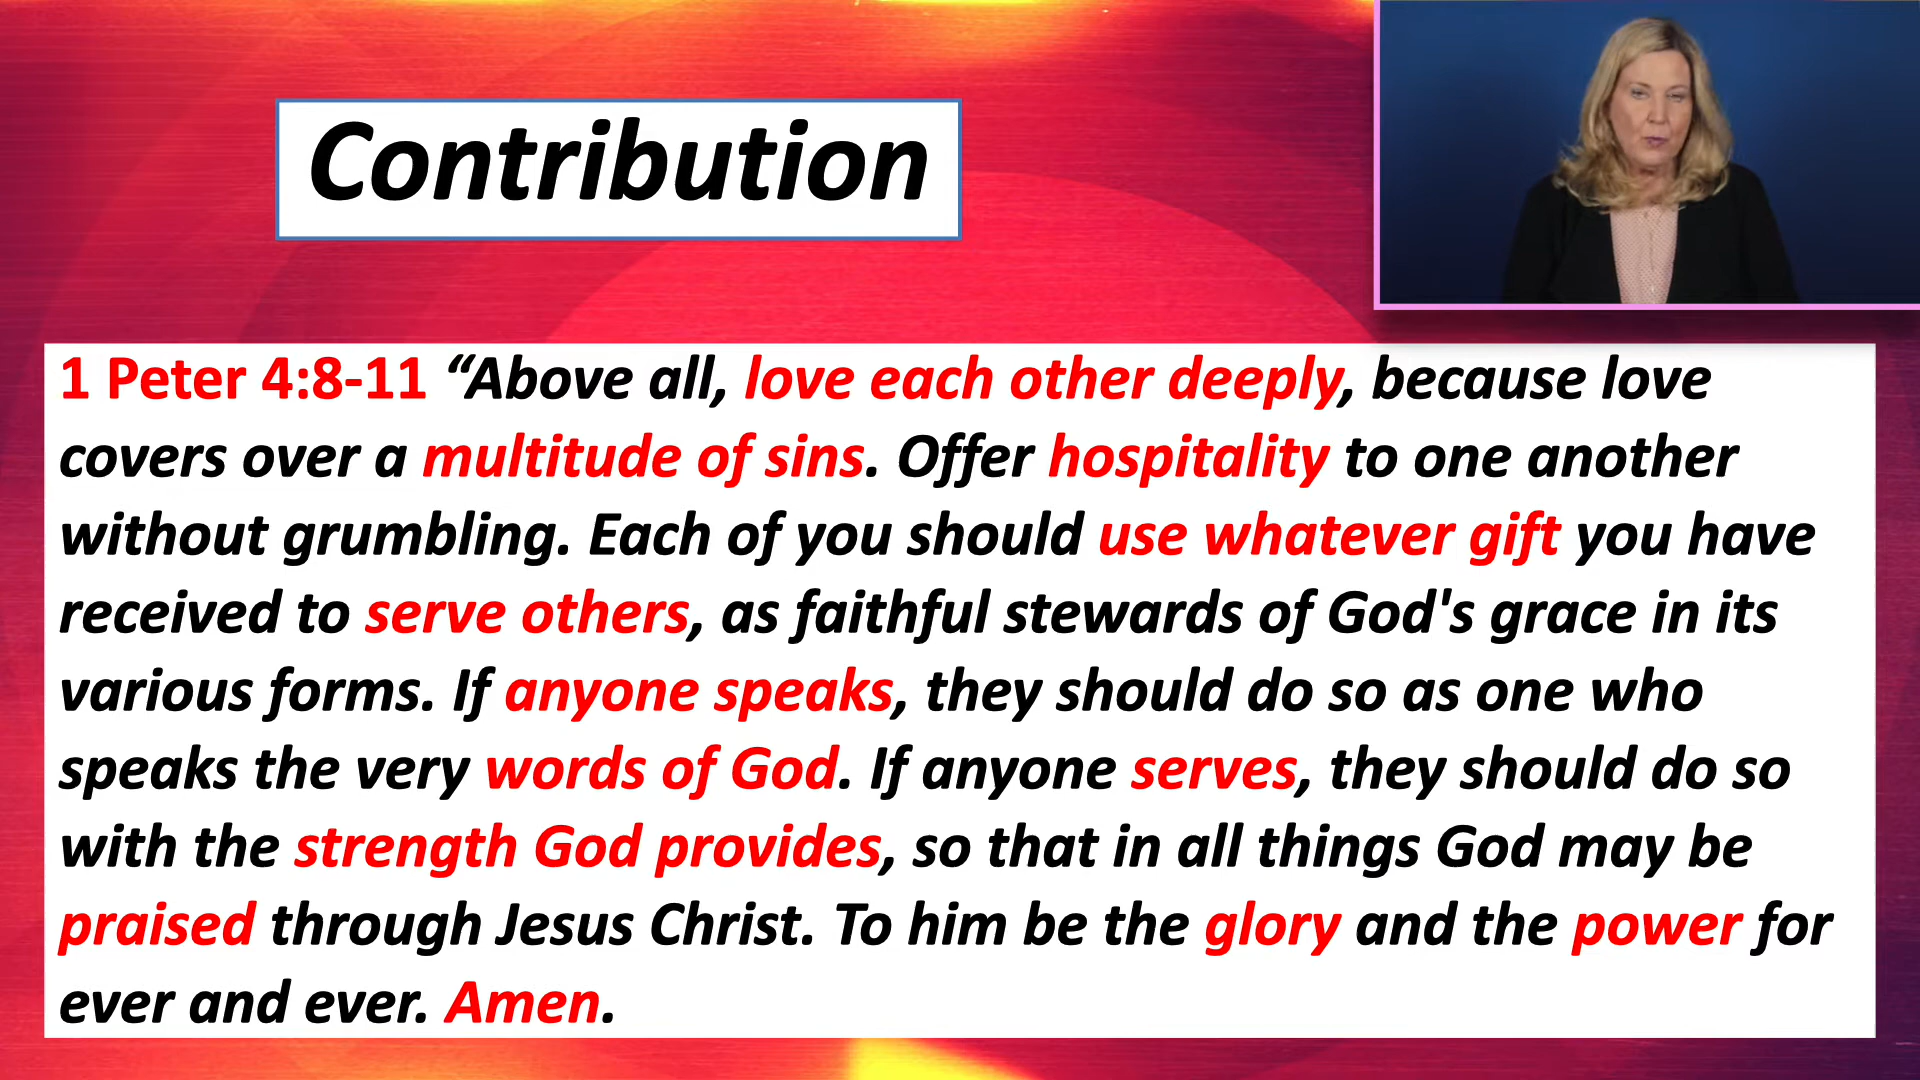 Contribution
1 Peter 4:8-11 “Above all, love each other deeply, because love
covers over a multitude of sins. Offer hospitality to one another
without grumbling. Each of you should use whatever gift you have
received to serve others, as faithful stewards of God's grace in its
various forms. If anyone speaks, they should do so as one who
speaks the very words of God. If anyone serves, they should do so
with the strength God provides, so that in all things God may be
praised through Jesus Christ. To him be the glory and the power for
ever and ever. Amen.